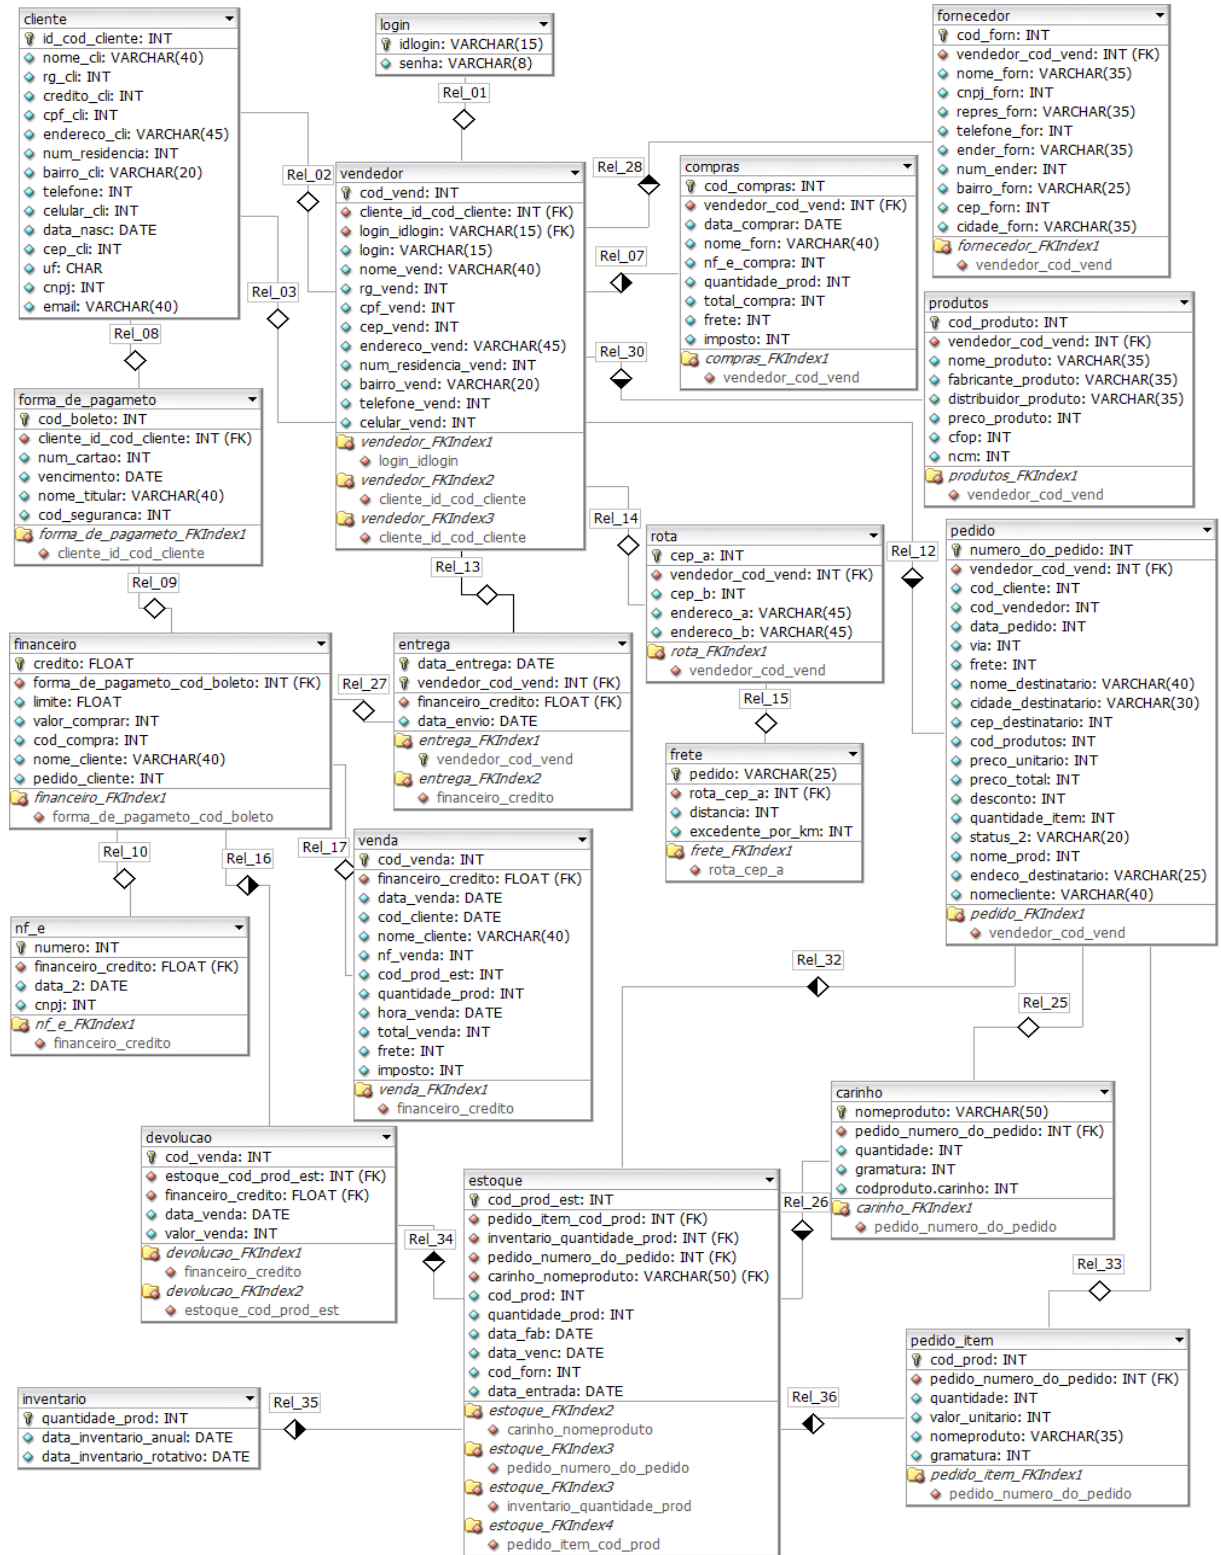 cliente
id_cod_cliente: INT
nome_cli: VARCHAR(40)
rg_cli: INT
credito_cli: INT
cpf_cli: INT
endereco_cli: VARCHAR(45)
num_residencia: INT
bairro_cli: VARCHAR(20)
telefone: INT
celular_cli: INT
data_nasc: DATE
cep_cli: INT
uf: CHAR
cnpj: INT
email: VARCHAR(40)
login
idlogin: VARCHAR(15)
senha: VARCHAR(8)
Rel_01
fornecedor
cod_forn: INT
vendedor_cod_vend: INT (FK)
nome_forn: VARCHAR(35)
cnpj_forn: INT
repres_forn: VARCHAR(35)
telefone_for: INT
ender_forn: VARCHAR(35)
num_ender: INT
bairro_forn: VARCHAR(25)
cep_forn: INT
cidade_forn: VARCHAR(35)
fornecedor_FKIndex1
vendedor_cod_vend
Rel_02
Rel_03
vendedor
cod_vend: INT
cliente_id_cod_cliente: INT (FK)
login_idlogin: VARCHAR(15) (FK)
login: VARCHAR(15)
nome_vend: VARCHAR(40)
rg_vend: INT
cpf_vend: INT
cep_vend: INT
endereco_vend: VARCHAR(45)
num_residencia_vend: INT
bairro_vend: VARCHAR(20)
telefone_vend: INT
celular_vend: INT
vendedor_FKIndex1
login_idlogin
vendedor_FKIndex2
cliente_id_cod_cliente
vendedor_FKIndex3
cliente_id_cod_cliente
Rel_28
Rel_07
Rel_30
compras
cod_compras: INT
vendedor_cod_vend: INT (FK)
data_comprar: DATE
nome_forn: VARCHAR(40)
nf_e_compra: INT
quantidade_prod: INT
total_compra: INT
frete: INT
imposto: INT
compras_FKIndex1
vendedor_cod_vend
produtos
cod_produto: INT
vendedor_cod_vend: INT (FK)
nome_produto: VARCHAR(35)
fabricante_produto: VARCHAR(35)
distribuidor_produto: VARCHAR(35)
preco_produto: INT
cfop: INT
ncm: INT
produtos_FKIndex1
vendedor_cod_vend
Rel_08
forma_de_pagameto
cod_boleto: INT
cliente_id_cod_cliente: INT (FK)
num_cartao: INT
vencimento: DATE
nome_titular: VARCHAR(40)
cod_seguranca: INT
forma_de_pagameto_FKIndex1
cliente_id_cod_cliente
Rel_09
Rel_13
Rel_14
rota
cep_a: INT
vendedor_cod_vend: INT (FK)
cep_b: INT
endereco_a: VARCHAR(45)
endereco_b: VARCHAR(45)
rota_FKIndex1
vendedor_cod_vend
Rel_12
pedido
numero_do_pedido: INT
vendedor_cod_vend: INT (FK)
cod_cliente: INT
cod_vendedor: INT
data_pedido: INT
via: INT
frete: INT
nome_destinatario: VARCHAR(40)
cidade_destinatario: VARCHAR(30)
cep_destinatario: INT
cod_produtos: INT
preco_unitario: INT
preco_total: INT
desconto: INT
quantidade_item: INT
status_2: VARCHAR(20)
nome_prod: INT
endeco_destinatario: VARCHAR(25)
nomecliente: VARCHAR(40)
pedido_FKIndex1
vendedor_cod_vend
financeiro
credito: FLOAT
forma_de_pagameto_cod_boleto: INT (FK)
limite: FLOAT
valor_comprar: INT
cod_compra: INT
nome_cliente: VARCHAR(40)
pedido_cliente: INT
financeiro_FKIndex1
forma_de_pagameto_cod_boleto
Rel_27
entrega
data_entrega: DATE
vendedor_cod_vend: INT (FK)
financeiro_credito: FLOAT (FK)
data_envio: DATE
entrega_FKIndex1
vendedor_cod_vend
entrega_FKIndex2
financeiro_credito
Rel_15
frete
pedido: VARCHAR(25)
rota_cep_a: INT (FK)
distancia: INT
excedente_por_km: INT
frete_FKIndex1
rota_cep_a
Rel_10
Rel_16
Rel_17
venda
cod_venda: INT
financeiro_credito: FLOAT (FK)
data_venda: DATE
cod_cliente: DATE
nome_cliente: VARCHAR(40)
nf_venda: INT
cod_prod_est: INT
quantidade_prod: INT
hora_venda: DATE
total_venda: INT
frete: INT
imposto: INT
venda_FKIndex1
financeiro_credito
nf_e
numero: INT
financeiro_credito: FLOAT (FK)
data_2: DATE
cnpj: INT
nf_e_FKIndex1
financeiro_credito
Rel_32
Rel_25
carinho
nomeproduto: VARCHAR(50)
pedido_numero_do_pedido: INT (FK)
quantidade: INT
gramatura: INT
codproduto.carinho: INT
carinho_FKIndex1
pedido_numero_do_pedido
devolucao
cod_venda: INT
estoque_cod_prod_est: INT (FK)
financeiro_credito: FLOAT (FK)
data_venda: DATE
valor_venda: INT
devolucao_FKIndex1
financeiro_credito
devolucao_FKIndex2
estoque_cod_prod_est
Rel_34
estoque
cod_prod_est: INT
pedido_item_cod_prod: INT (FK)
inventario_quantidade_prod: INT (FK)
pedido_numero_do_pedido: INT (FK)
carinho_nomeproduto: VARCHAR(50) (FK)
cod_prod: INT
quantidade_prod: INT
data_fab: DATE
data_venc: DATE
cod_forn: INT
data_entrada: DATE
estoque_FKIndex2
carinho_nomeproduto
estoque_FKIndex3
pedido_numero_do_pedido
estoque_FKIndex3
inventario_quantidade_prod
estoque_FKIndex4
pedido_item_cod_prod
Rel_26
Rel_33
pedido_item
cod_prod: INT
pedido_numero_do_pedido: INT (FK)
quantidade: INT
valor_unitario: INT
nomeproduto: VARCHAR(35)
gramatura: INT
pedido_item_FKIndex1
pedido_numero_do_pedido
Rel_36
inventario
quantidade_prod: INT
data_inventario_anual: DATE
data_inventario_rotativo: DATE
Rel_35